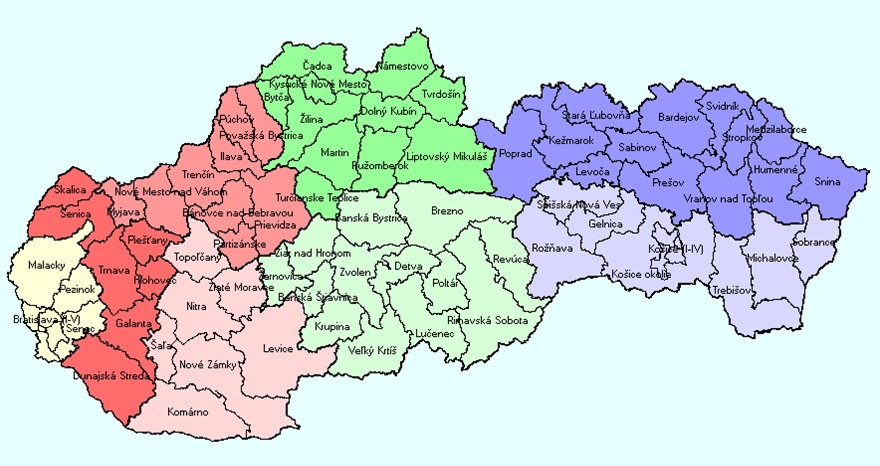 Čadca
Námestovo
Kysucké Nové Mesto
Bytča
Tvrdošín
Dolný Kubín
Žilina
Púchov
Považská Bystrica
Ilava
Martin
Ružomberok
Liptovský Mikuláš
Trenčín
Turčianske Teplice
Poprad
Kežmarok
Stará Ľubovňa
Bardejov
Svidník
Stropkov
Medzilaborce
Sabinov
Levoča
Prešov
Humenné
Snina
Vranov nad Topľou
Skalica
Senica
Myjava
Nové Mesto nad Váhom
Bánovce nad Bebravou
Prievidza
Partizánske
Piešťany
Topoľčany
Malacky
Trnava
Hlohovec
Pezinok
Bratislava (I-V)
Senec
Galanta
Nitra
Zlaté Moravce
Šaľa
Nové Zámky
Levice
Dunajská Streda
Komárno
Banská Bystrica
Brezno
Žiar nad Hronom
Žarnovica
Zvolen
Detva
Banská Štiavnica
Poltár
Revúca
Krupina
Lučenec
Rimavská Sobota
Veľký Krtíš
Spišská Nová Ves
Gelnica
Rožňava
Košice (I-IV)
Košice okolie
Michalovce
Sobrance
Trebišov